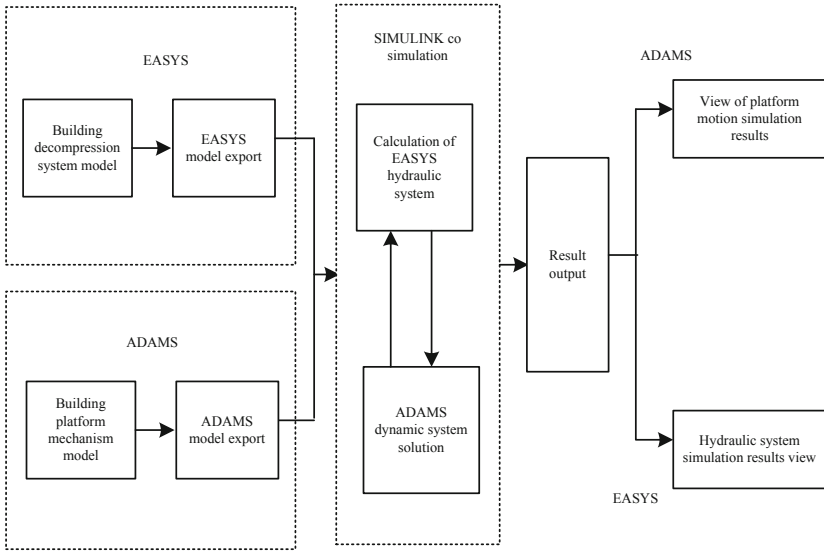 EASYS
Building
decompression
system model
EASYS
model export
ADAMS
Building
platform
mechanism
model
ADAMS
model export
SIMULINK co
simulation
Calculation of
EASYS
hydraulic
system
ADAMS
dynamic system
solution
Result
output
ADAMS
View of platform
motion simulation
results
Hydraulic system
simulation results view
EASYS